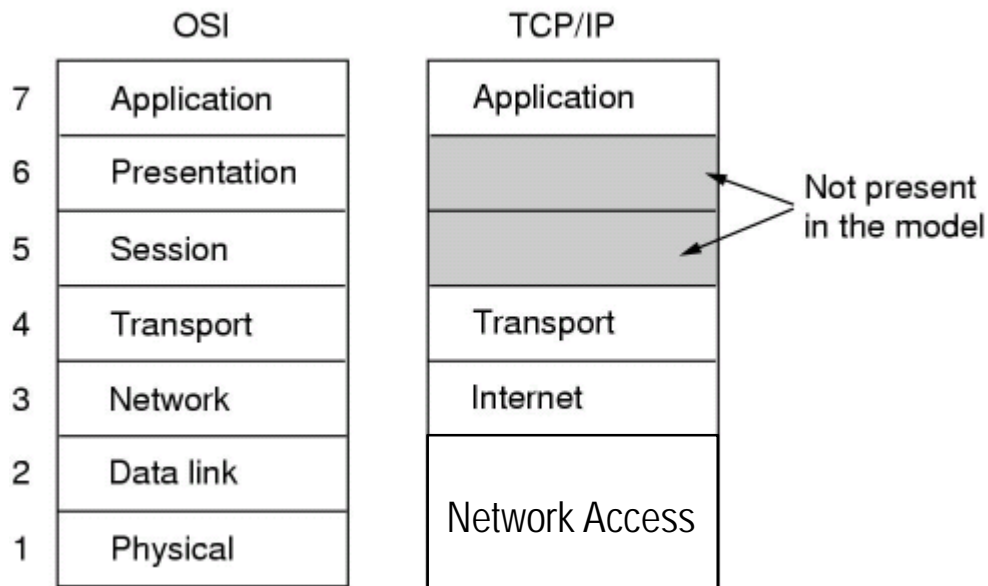 OSI
TCP/IP
7
Application
Application
6
Presentation
Not present
in the model
5
Session
4
Transport
Transport
3
Network
Internet
2
Data link
Network Access
1
Physical